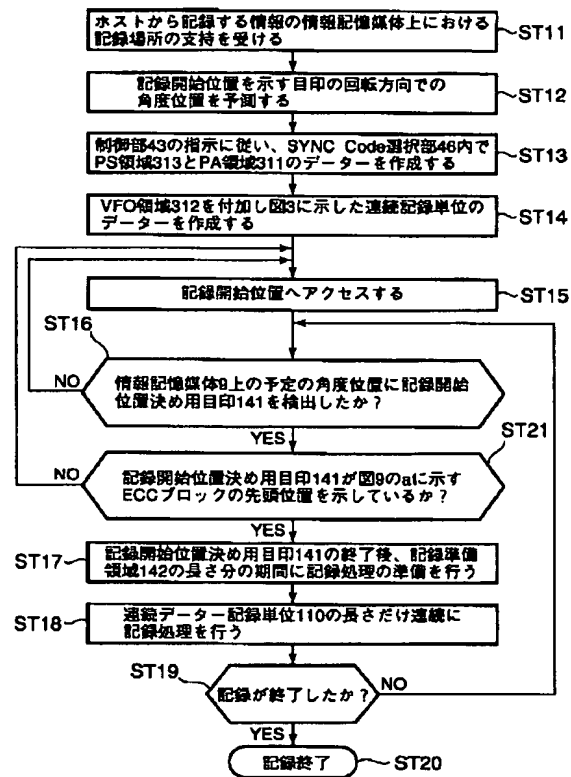 ホストから記録する情報の情報記憶媒体上における
記録場所の支持を受ける
ST11
記録開始位置を示す目印の回転方向での
角度位置を予測する
ST12
制御部43の指示に従い、SYNC Code選択部46内で
PS領域313とPA領域311のデーターを作成する
ST13
VFO領域312を付加し図3に示した連続記録単位の
データーを作成する
ST14
記録開始位置へアクセスする
ST15
ST16
情報記憶媒体9上の予定の角度位置に記録開始
位置決め用目印141を検出したか?
NO
YES
ST21
記録開始位置決め用目印141が図9のaに示す
ECCブロックの先頭位置を示しているか?
NO
YES
ST17
記録開始位置決め用目印141の終了後、記録準備
領域142の長さ分の期間に記録処理の準備を行う
ST18
連続データー記録単位110の長さだけ連続に
記録処理を行う
ST19
記録が終了したか?
NO
YES
記録終了
ST20